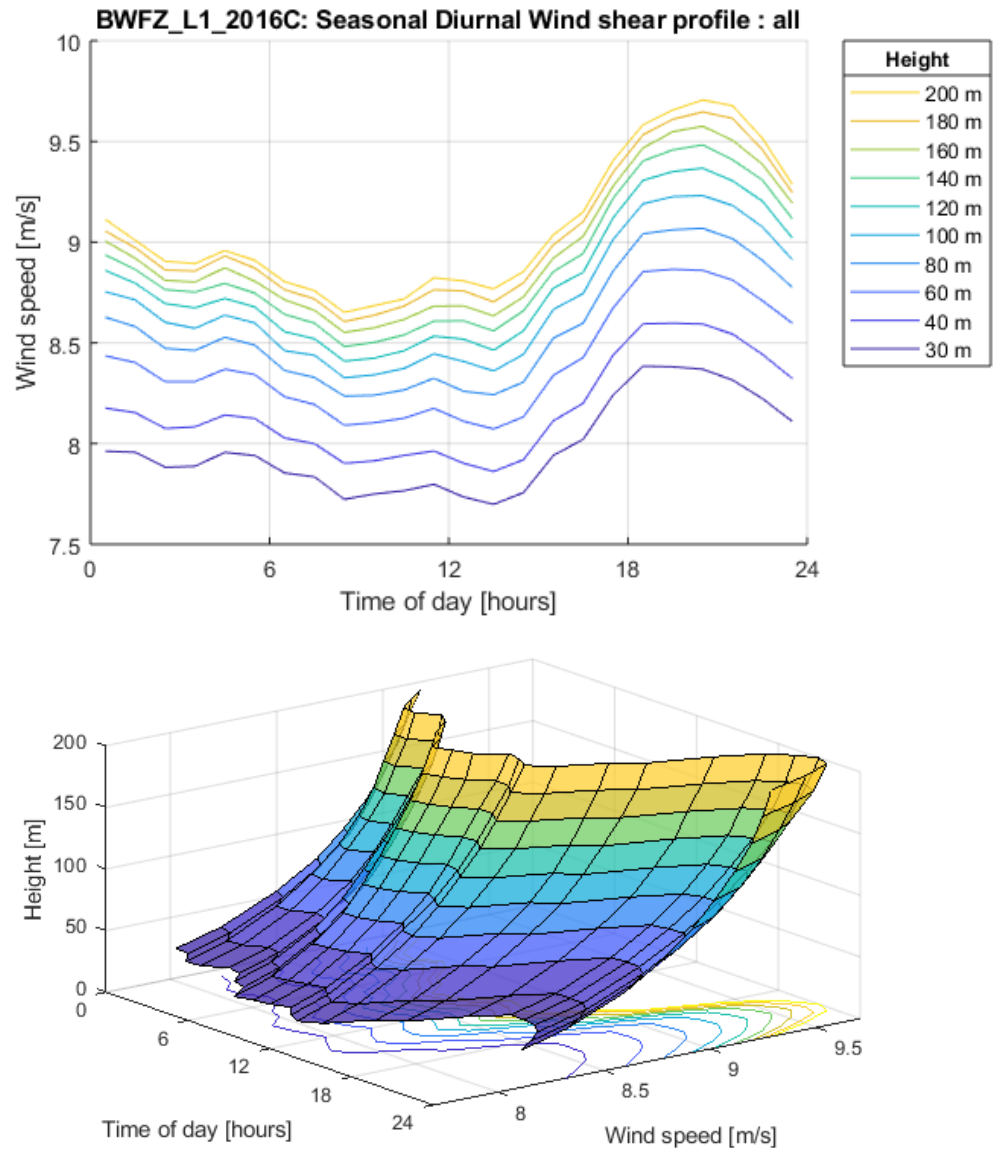 BWFZ_L1_2016C: Seasonal Diurnal Wind shear profile : all
10
9.5
9
8.5
8
7.5
Wind speed [m/s]
0 6 12 18 24
Time of day [hours]
Height
200 m
180 m
160 m
140 m
120 m
100 m
80 m
60 m
40 m
30 m
200
150
100
50
0
Height [m]
0
6
12
18
24
Time of day [hours]
8
8.5
9
9.5
Wind speed [m/s]